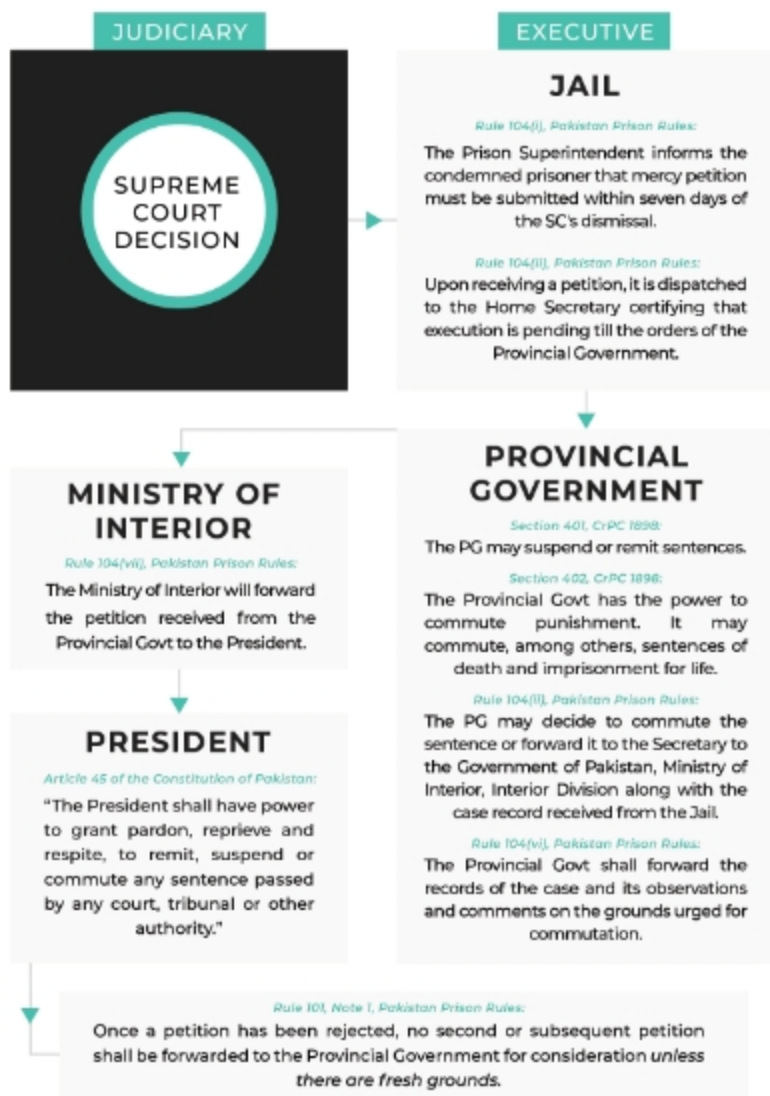 JUDICIARY
SUPREME
COURT
DECISION
EXECUTIVE
JAIL
Rule 104(i), Pakistan Prison Rules:
The Prison Superintendent informs the
condemned prisoner that mercy petition
must be submitted within seven days of
the SC's dismissal.
Rule 104(ii), Pakistan Prison Rules:
Upon receiving a petition, it is dispatched
to the Home Secretary certifying that
execution is pending till the orders of the
Provincial Government.
PROVINCIAL
GOVERNMENT
Section 401, CrPC 1898:
The PG may suspend or remit sentences.
Section 402, CrPC 1898:
The Provincial Govt has the power to
commute punishment. It may
commute, among others, sentences of
death and imprisonment for life.
Rule 104(ii), Pakistan Prison Rules:
The PG may decide to commute the
sentence or forward it to the Secretary to
the Government of Pakistan, Ministry of
Interior, Interior Division along with the
case record received from the Jail.
Rule 104(vi), Pakistan Prison Rules:
The Provincial Govt shall forward the
records of the case and its observations
and comments on the grounds urged for
commutation.
MINISTRY OF
INTERIOR
Rule 104(vii), Pakistan Prison Rules:
The Ministry of Interior will forward
the petition received from the
Provincial Govt to the President.
PRESIDENT
Article 45 of the Constitution of Pakistan:
“The President shall have power
to grant pardon, reprieve and
respite, to remit, suspend or
commute any sentence passed
by any court, tribunal or other
authority.”
Rule 101, Note 1, Pakistan Prison Rules:
Once a petition has been rejected, no second or subsequent petition
shall be forwarded to the Provincial Government for consideration unless
there are fresh grounds.